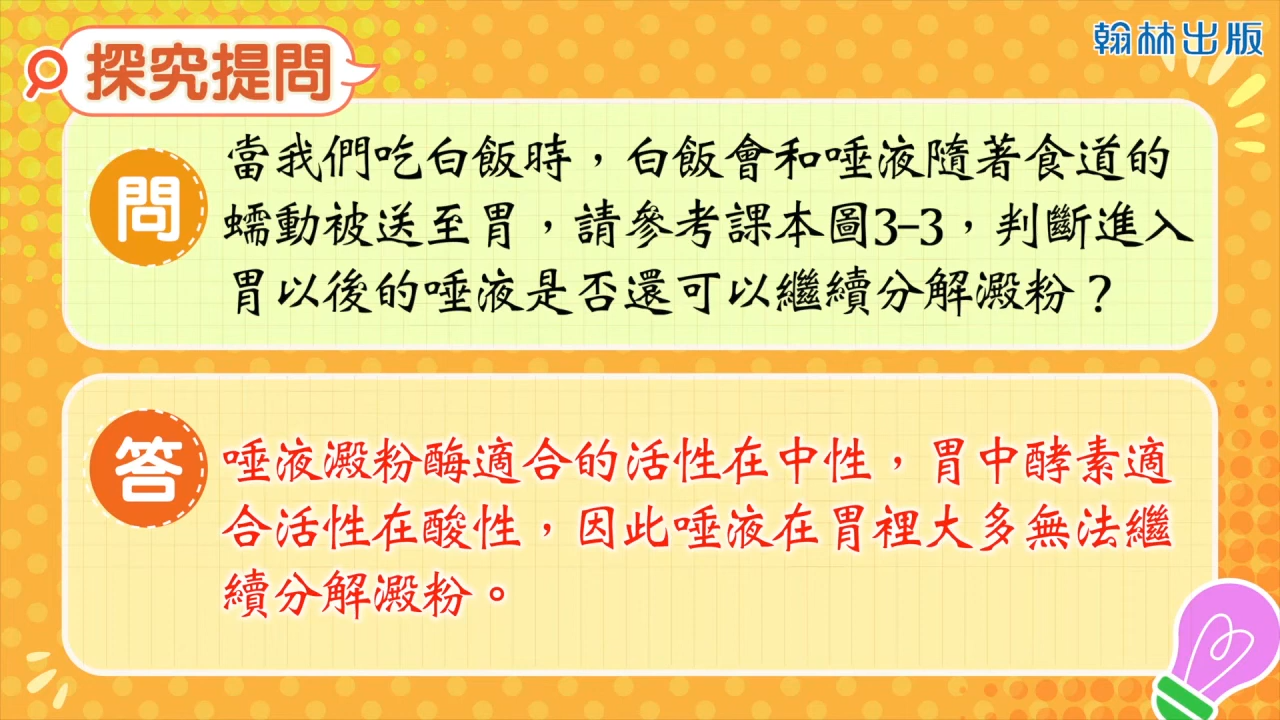 翰林出版
探究提問
問
當我們吃白飯時，白飯會和唾液隨著食道的
蠕動被送至胃，請參考課本圖3-3，判斷進入
胃以後的唾液是否還可以繼續分解澱粉？
答
唾液澱粉酶適合的活性在中性，胃中酵素適
合活性在酸性，因此唾液在胃裡大多無法繼
續分解澱粉。